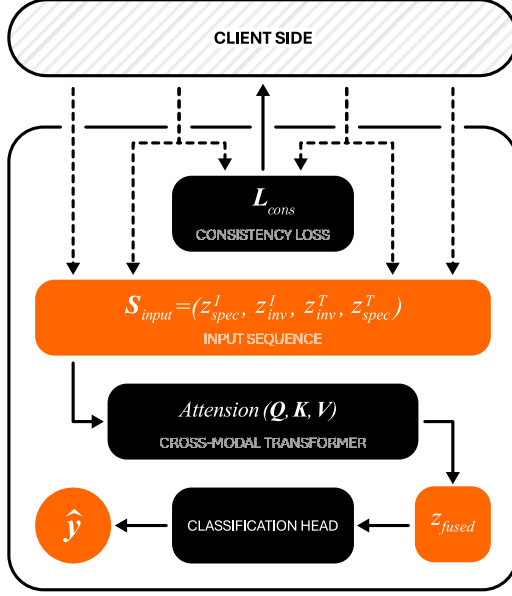 CLIENT SIDE
L_cons
CONSISTENCY LOSS
S_input=(z^I_spec, z^I_inv, z^T_inv, z^T_spec)
INPUT SEQUENCE
Attension(Q, K, V)
CROSS-MODAL TRANSFORMER
ŷ
CLASSIFICATION HEAD
z_fused